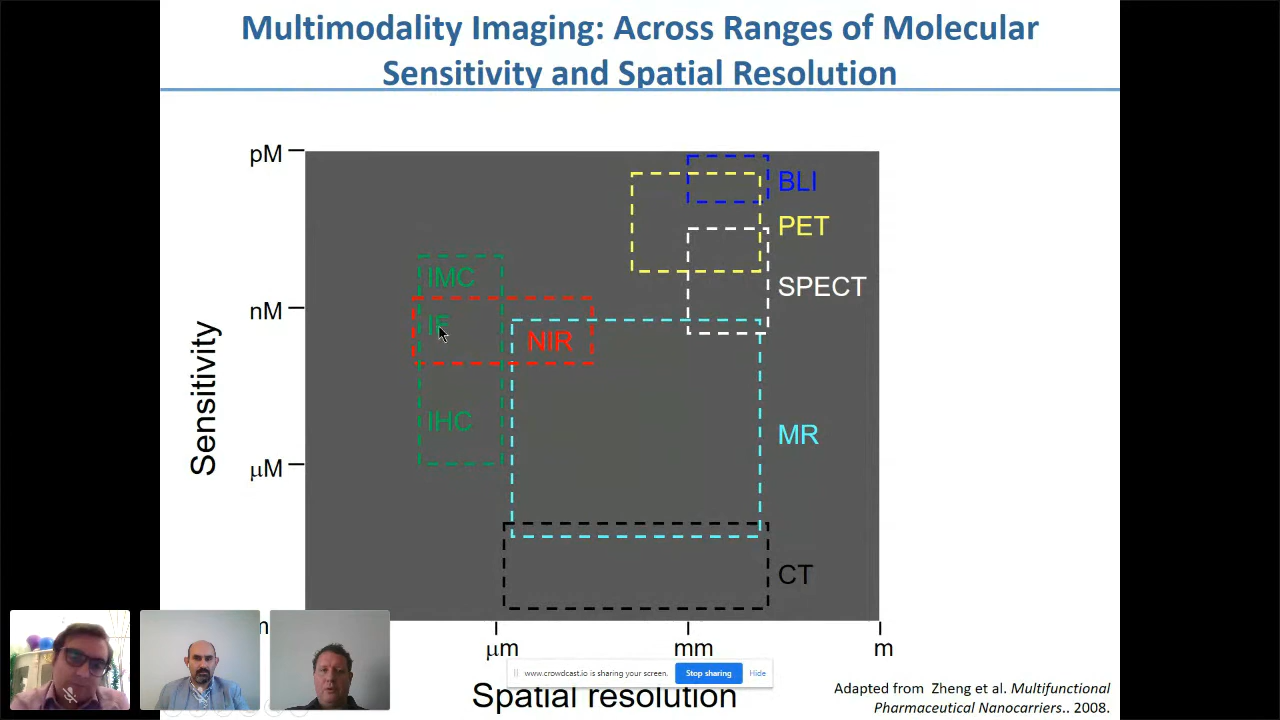 Multimodality Imaging: Across Ranges of Molecular
Sensitivity and Spatial Resolution
pM
BLI
PET
IMC
SPECT
nM
IF
NIR
Sensitivity
IHC
MR
μM
CT
μm
mm
m
www.crowdcast.io is sharing your screen.
Stop sharing
Hide
Spatial resolution
Adapted from Zheng et al. Multifunctional
Pharmaceutical Nanocarriers.. 2008.